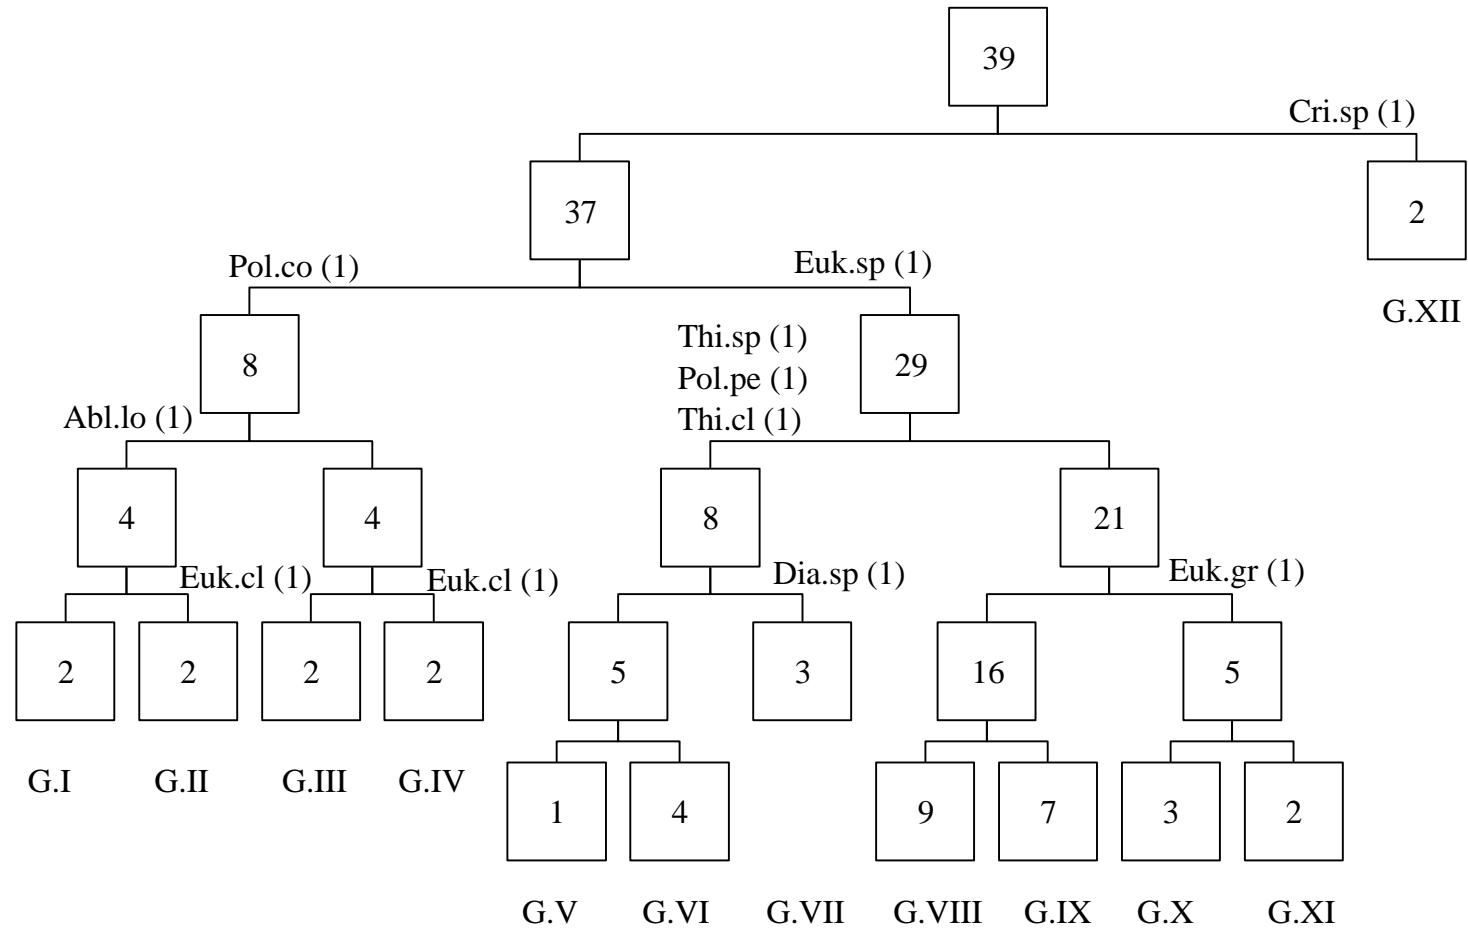 39
Cri.sp (1)
37
2
Pol.co (1)
Euk.sp (1)
G.XII
8
Thi.sp (1)
Pol.pe (1)
Thi.cl (1)
29
Abl.lo (1)
4
4
8
21
Euk.cl (1)
Euk.cl (1)
Dia.sp (1)
Euk.gr (1)
2
2
2
2
5
3
16
5
G.I
G.II
G.III
G.IV
1
4
9
7
3
2
G.V
G.VI
G.VII
G.VIII
G.IX
G.X
G.XI